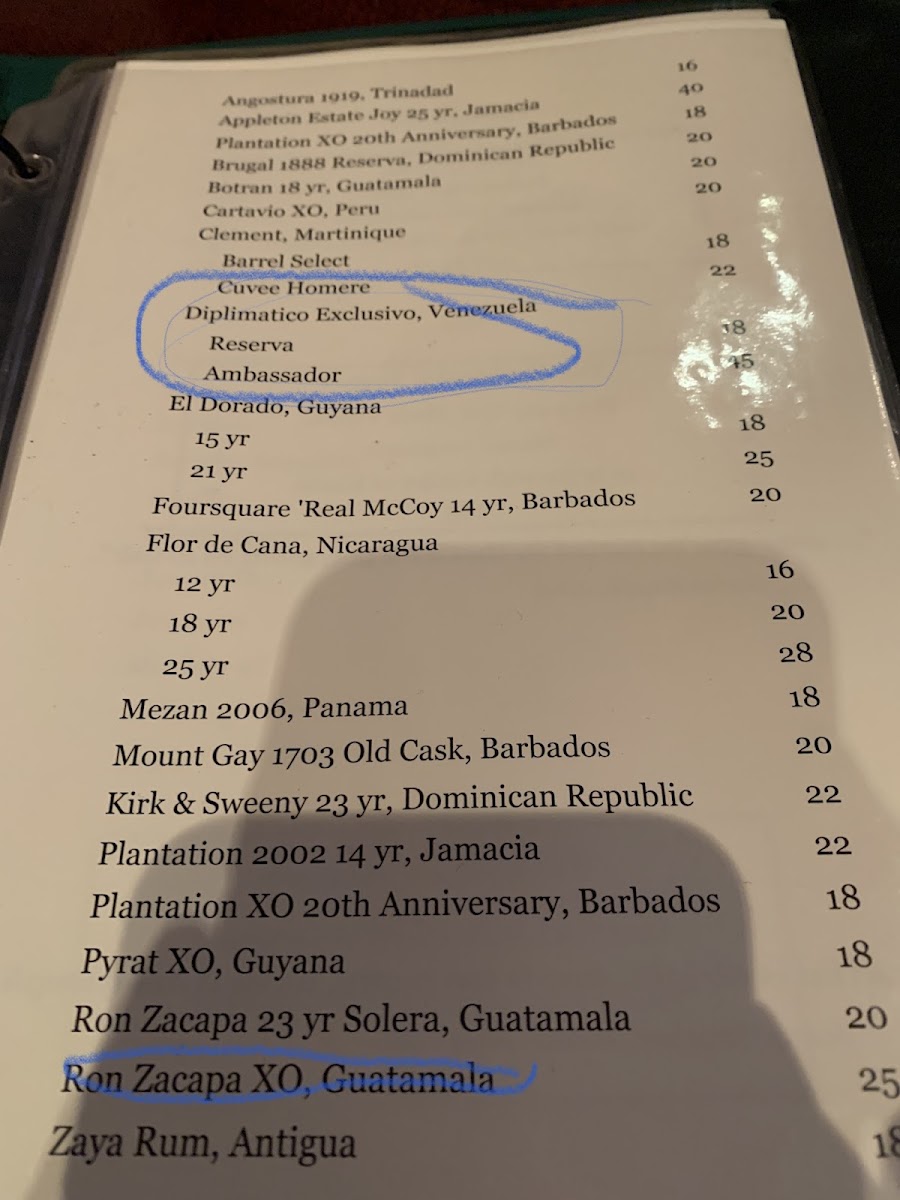 Angostura 1919, Trinadad 16
Appleton Estate Joy 25 yr, Jamacia 40
Plantation XO 20th Anniversary, Barbados 18
Brugal 1888 Reserva, Dominican Republic 20
Botran 18 yr, Guatamala 20
Cartavio XO, Peru 20
Clement, Martinique
Barrel Select 18
Cuvee Homere 22
Diplimatico Exclusivo, Venezuela
Reserva 18
Ambassador 45
El Dorado, Guyana
15 yr 18
21 yr 25
Foursquare 'Real McCoy 14 yr, Barbados 20
Flor de Cana, Nicaragua
12 yr 16
18 yr 20
25 yr 28
Mezan 2006, Panama 18
Mount Gay 1703 Old Cask, Barbados 20
Kirk & Sweeny 23 yr, Dominican Republic 22
Plantation 2002 14 yr, Jamacia 22
Plantation XO 20th Anniversary, Barbados 18
Pyrat XO, Guyana 18
Ron Zacapa 23 yr Solera, Guatamala 20
Ron Zacapa XO, Guatamala 25
Zaya Rum, Antigua 18